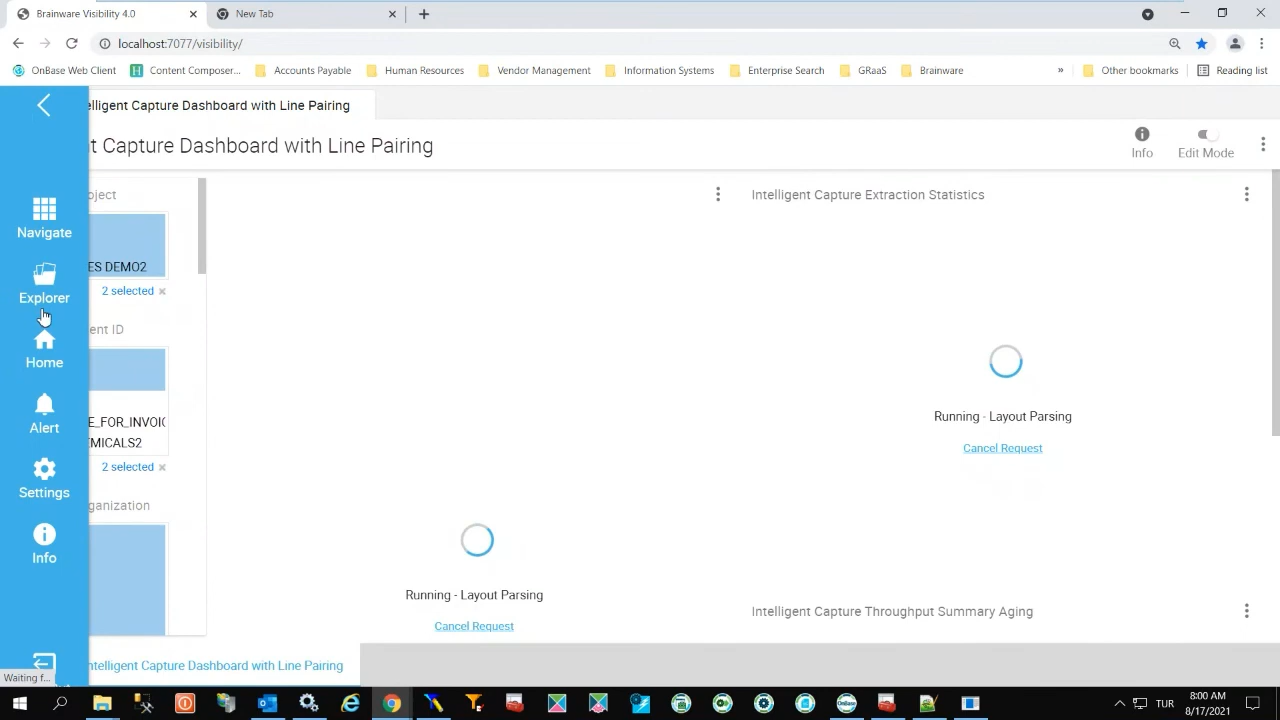 Brainware Visibility 4.0
New Tab
localhost:7077/visibility/
OnBase Web Client
Content Composer...
Accounts Payable
Human Resources
Vendor Management
Information Systems
Enterprise Search
GRaaS
Brainware
»
Other bookmarks
Reading list
elligent Capture Dashboard with Line Pairing
t Capture Dashboard with Line Pairing
Info
Edit Mode
Navigate
Explorer
Home
Alert
Settings
Info
Waiting f...
oject
ES DEMO2
2 selected ×
ent ID
E_FOR_INVOIC
EMICALS2
2 selected ×
ganization
Running - Layout Parsing
Cancel Request
Intelligent Capture Extraction Statistics
Running - Layout Parsing
Cancel Request
Intelligent Capture Throughput Summary Aging
ntelligent Capture Dashboard with Line Pairing
OnBase
TUR
8:00 AM
8/17/2021